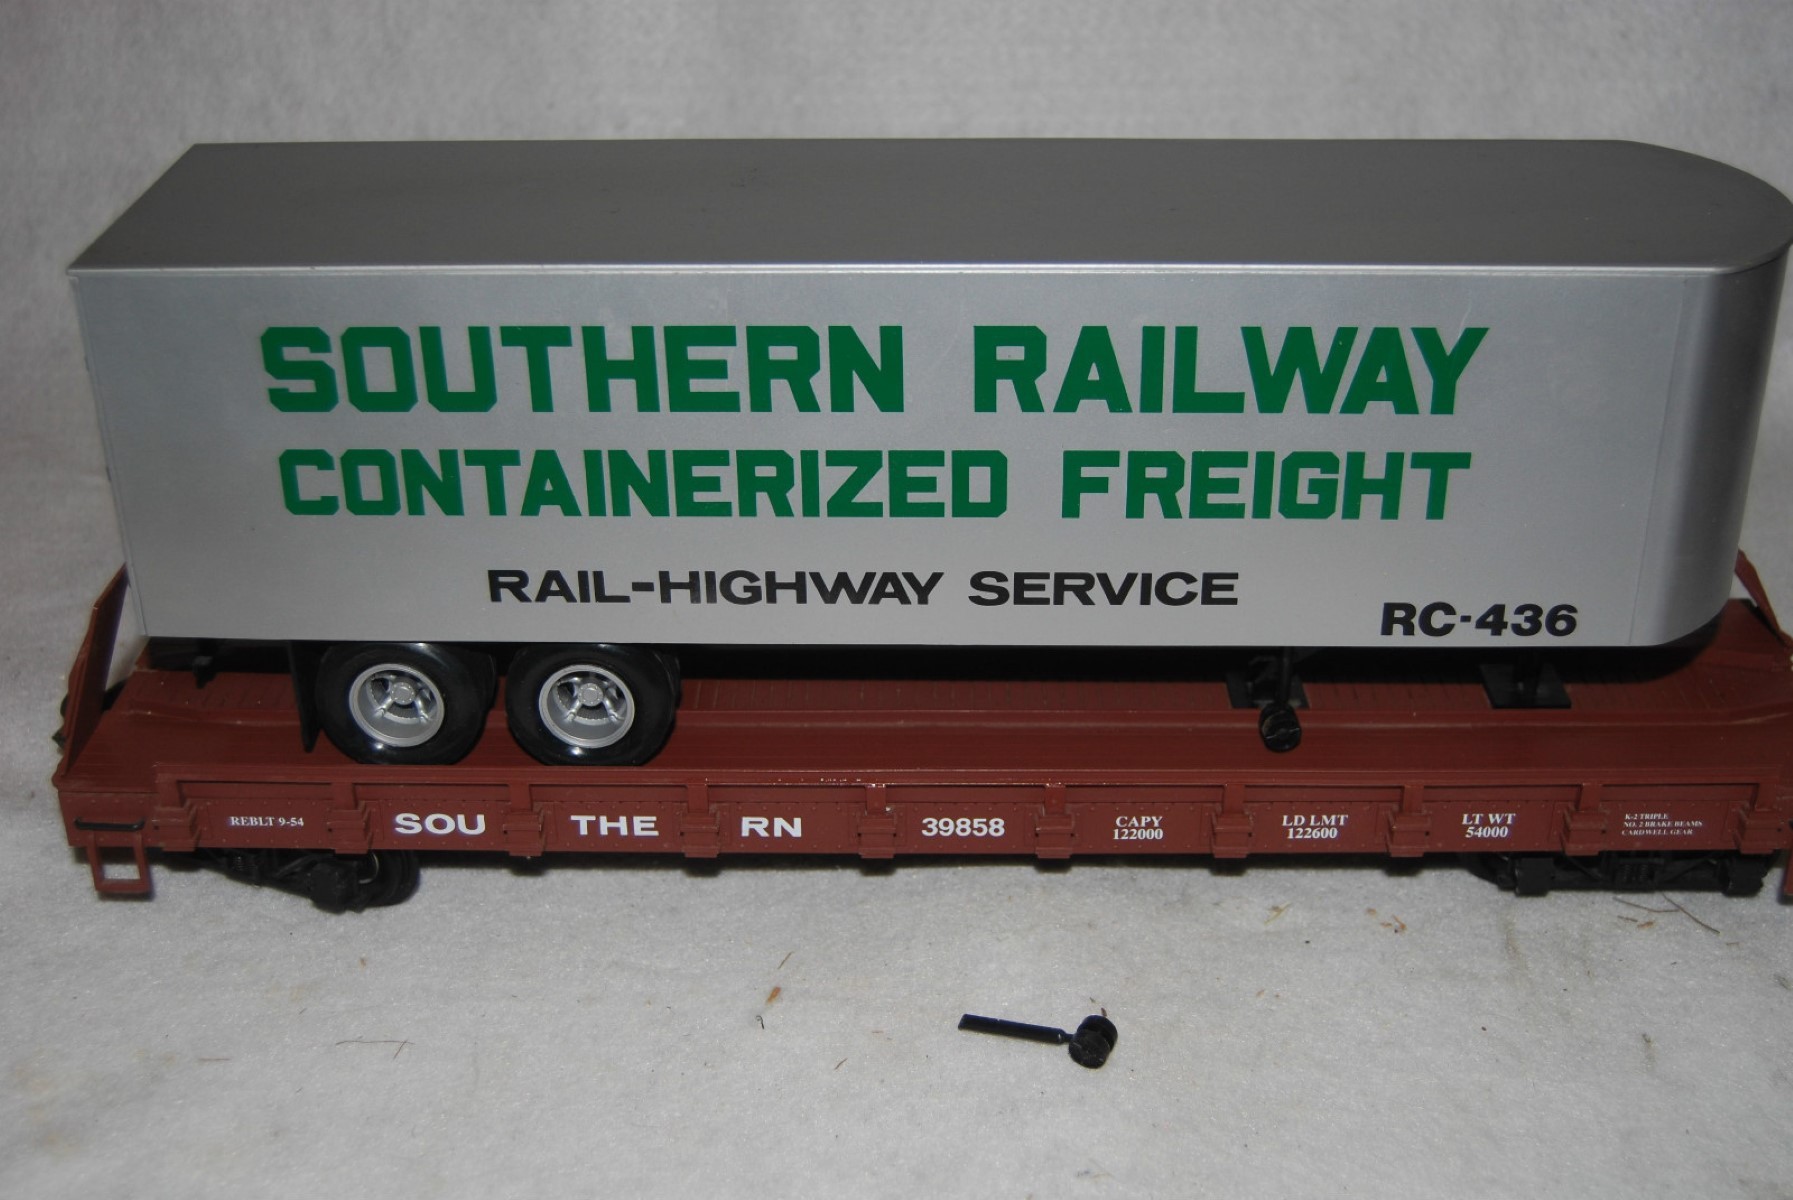 SOUTHERN RAILWAY
CONTAINERIZED FREIGHT
RAIL-HIGHWAY SERVICE
RC-436
REBLT 9-54
SOU THE RN
39858
CAPY
122000
LD LMT
122600
LT WT
54000
K-2 TRIPLE
NO. 2 BRAKE BEAMS
CARDWELL GEAR